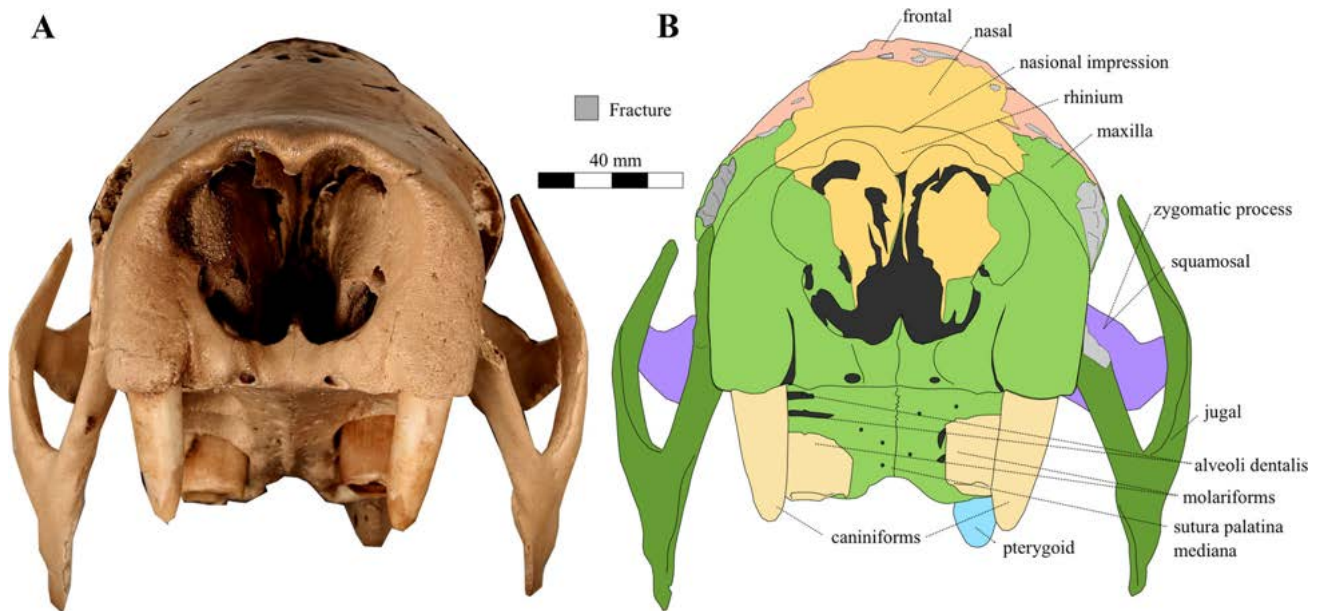 A
B
frontal
nasal
nasional impression
rhinium
maxilla
Fracture
40 mm
zygomatic process
squamosal
jugal
alveoli dentalis
molariforms
sutura palatina
mediana
caniniforms
pterygoid